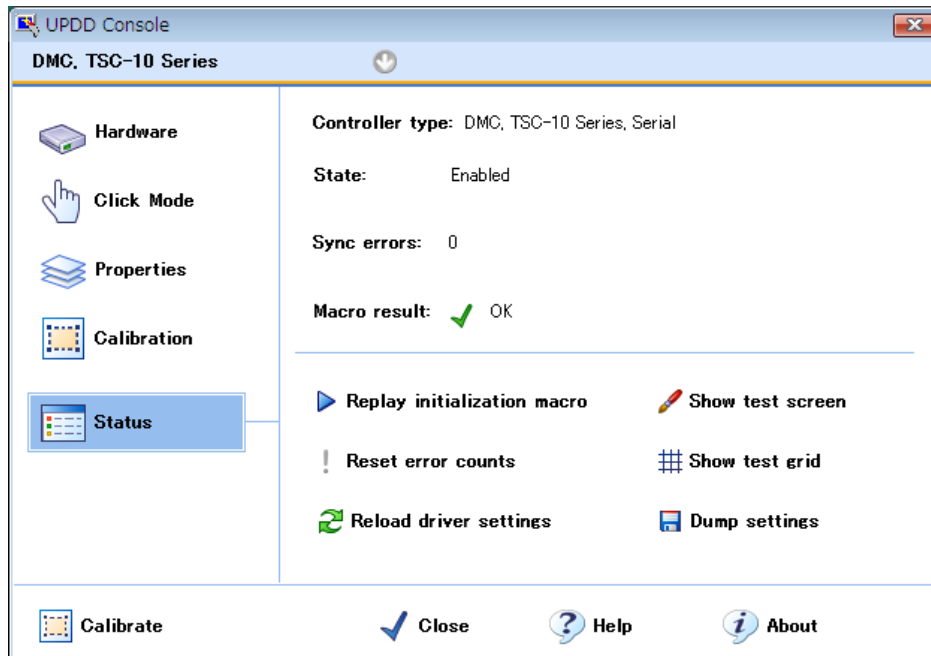 UPDD Console
DMC, TSC-10 Series
Hardware
Click Mode
Properties
Calibration
Status
Controller type: DMC, TSC-10 Series, Serial
State: Enabled
Sync errors: 0
Macro result: OK
Replay initialization macro
Show test screen
Reset error counts
Show test grid
Reload driver settings
Dump settings
Calibrate
Close
Help
About